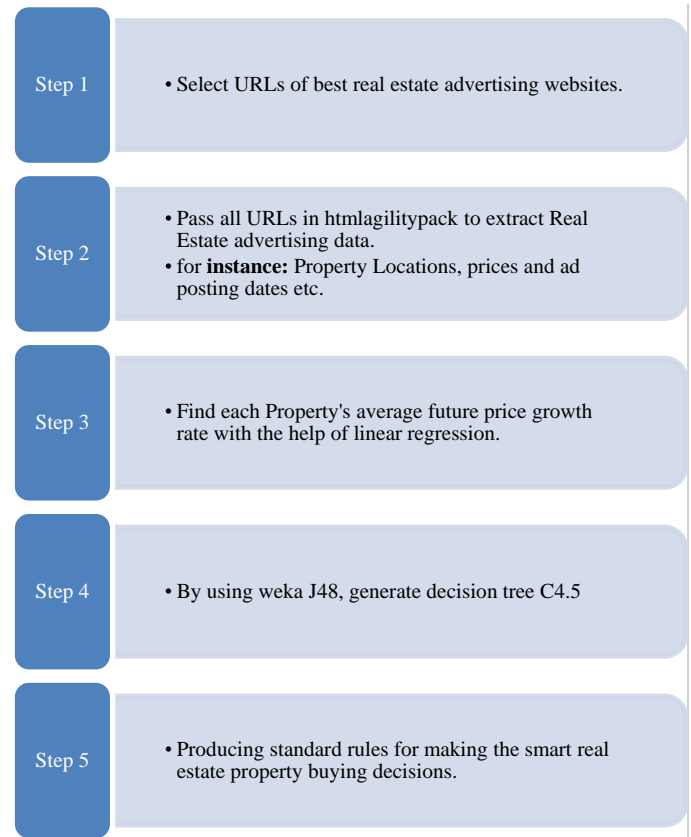 Step 1
• Select URLs of best real estate advertising websites.
Step 2
• Pass all URLs in htmlagilitypack to extract Real
Estate advertising data.
• for instance: Property Locations, prices and ad
posting dates etc.
Step 3
• Find each Property's average future price growth
rate with the help of linear regression.
Step 4
• By using weka J48, generate decision tree C4.5
Step 5
• Producing standard rules for making the smart real
estate property buying decisions.